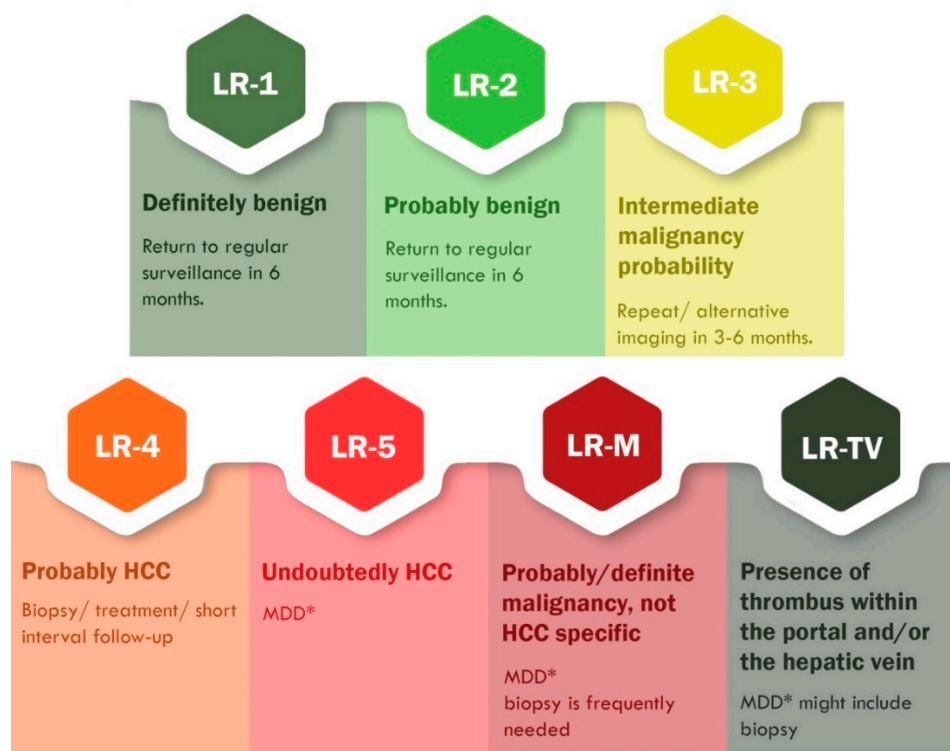 LR-1
LR-2
LR-3
Definitely benign
Return to regular
surveillance in 6
months.
Probably benign
Return to regular
surveillance in 6
months.
Intermediate
malignancy
probability
Repeat/ alternative
imaging in 3-6 months.
LR-4
LR-5
LR-M
LR-TV
Probably HCC
Biopsy/ treatment/ short
interval follow-up
Undoubtedly HCC
MDD*
Probably/definite
malignancy, not
HCC specific
MDD*
biopsy is frequently
needed
Presence of
thrombus within
the portal and/or
the hepatic vein
MDD* might include
biopsy